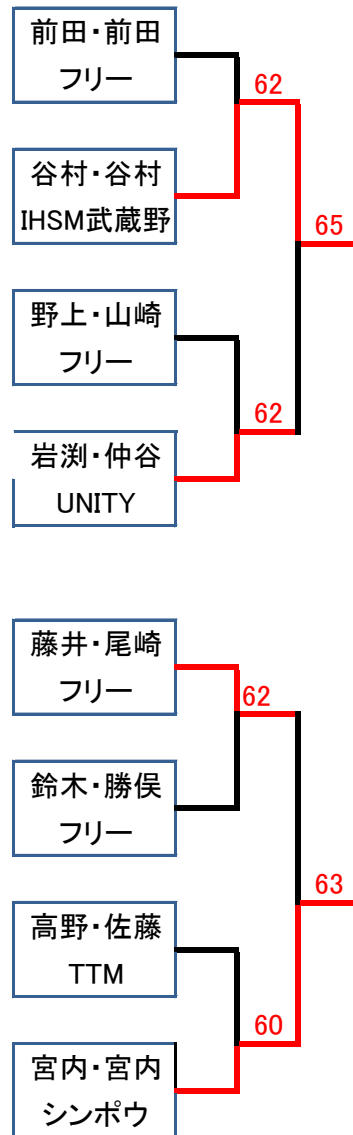 前田・前田
フリー
62
谷村・谷村
IHSM武蔵野
65
野上・山崎
フリー
62
岩渕・仲谷
UNITY
藤井・尾崎
フリー
62
鈴木・勝俣
フリー
63
高野・佐藤
TTM
60
宮内・宮内
シンポウ